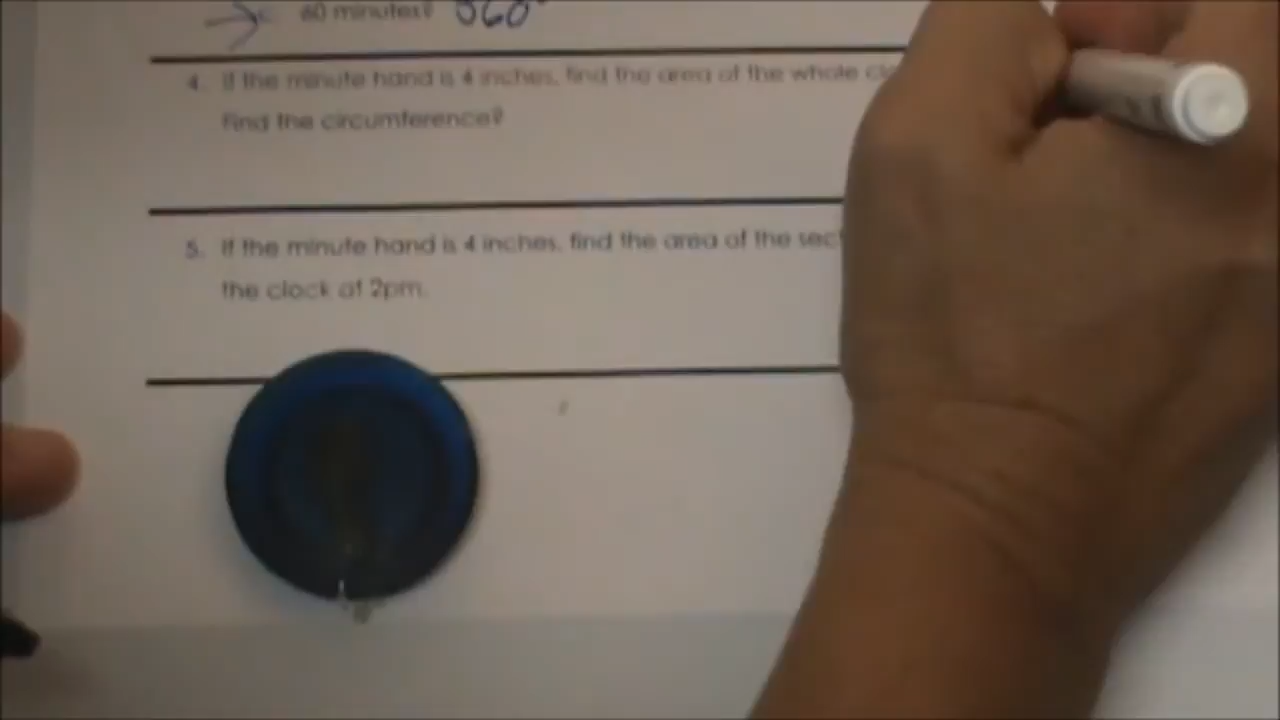 60 minutes? 360°
4. If the minute hand is 4 inches, find the area of the whole
Find the circumference?
5. If the minute hand is 4 inches, find the area of the
the clock at 2pm.